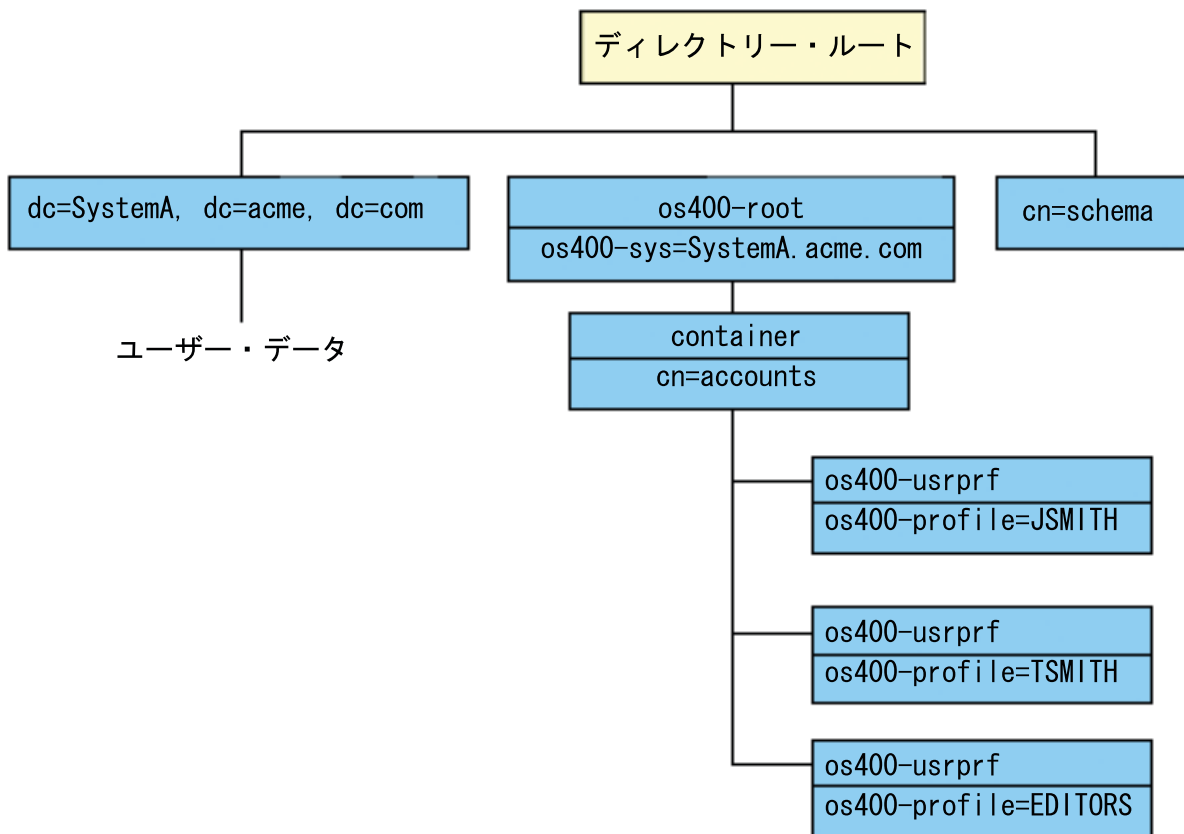 ディレクトリー・ルート
dc=SystemA, dc=acme, dc=com
ユーザー・データ
os400-root
os400-sys=SystemA.acme.com
cn=schema
container
cn=accounts
os400-usrprf
os400-profile=JSMITH
os400-usrprf
os400-profile=TSMITH
os400-usrprf
os400-profile=EDITORS